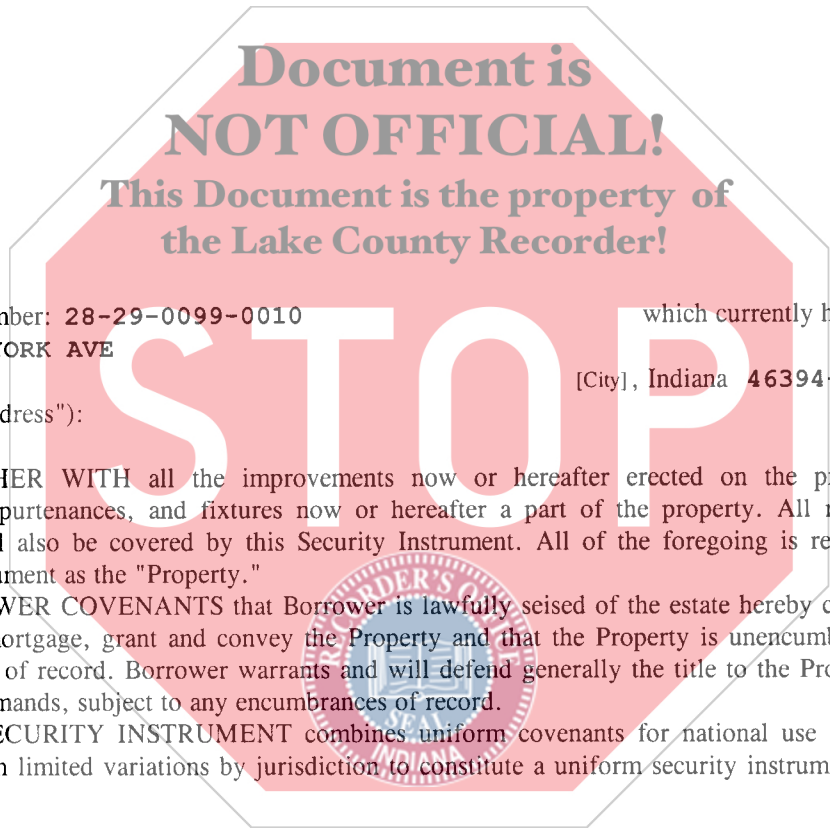 Document is
NOT OFFICIAL!
This Document is the property of
the Lake County Recorder!
STOP
mber: 28-29-0099-0010 which currently h
YORK AVE
[City], Indiana 46394-
dress"):
HER WITH all the improvements now or hereafter erected on the pr
purtenances, and fixtures now or hereafter a part of the property. All r
l also be covered by this Security Instrument. All of the foregoing is re
ument as the "Property."
WER COVENANTS that Borrower is lawfully seised of the estate hereby c
ortgage, grant and convey the Property and that the Property is unencumb
of record. Borrower warrants and will defend generally the title to the Pro
mands, subject to any encumbrances of record.
ECURITY INSTRUMENT combines uniform covenants for national use
h limited variations by jurisdiction to constitute a uniform security instrum
RECORDER'S OFFICE
SEAL
INDIANA